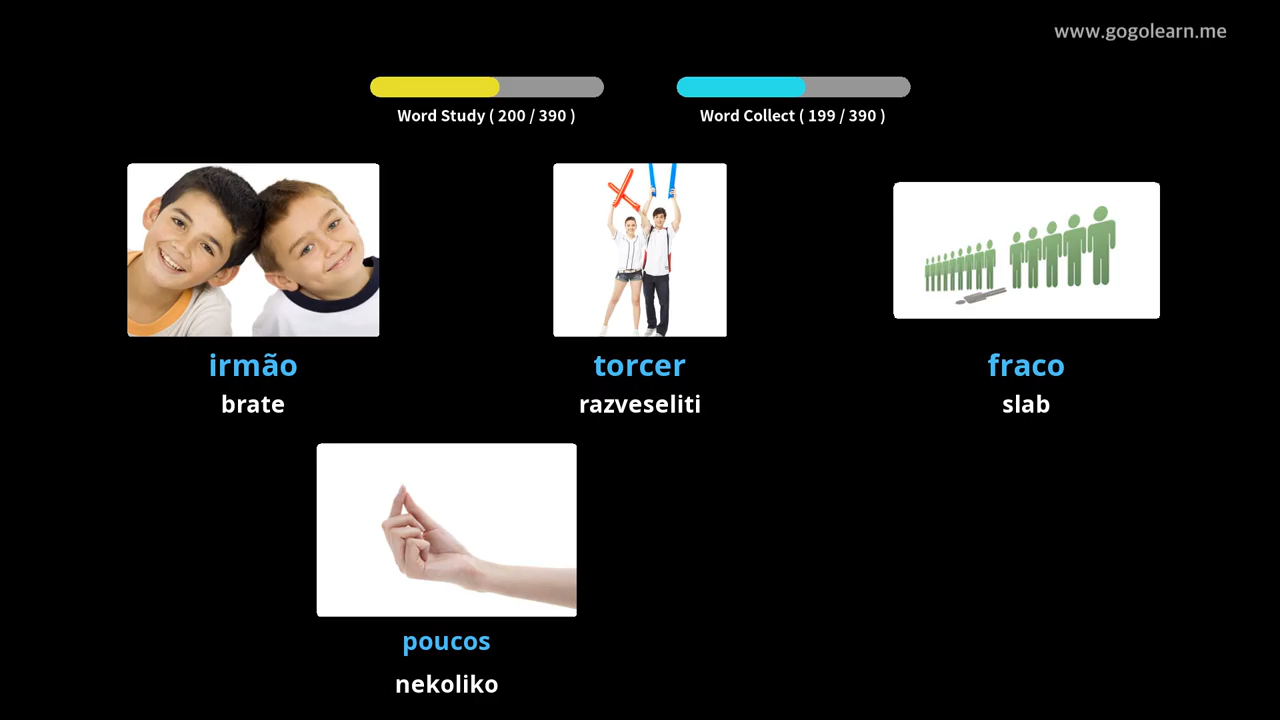 www.gogolearn.me
Word Study ( 200 / 390 )
Word Collect ( 199 / 390 )
irmão
torcer
fraco
brate
razveseliti
slab
poucos
nekoliko